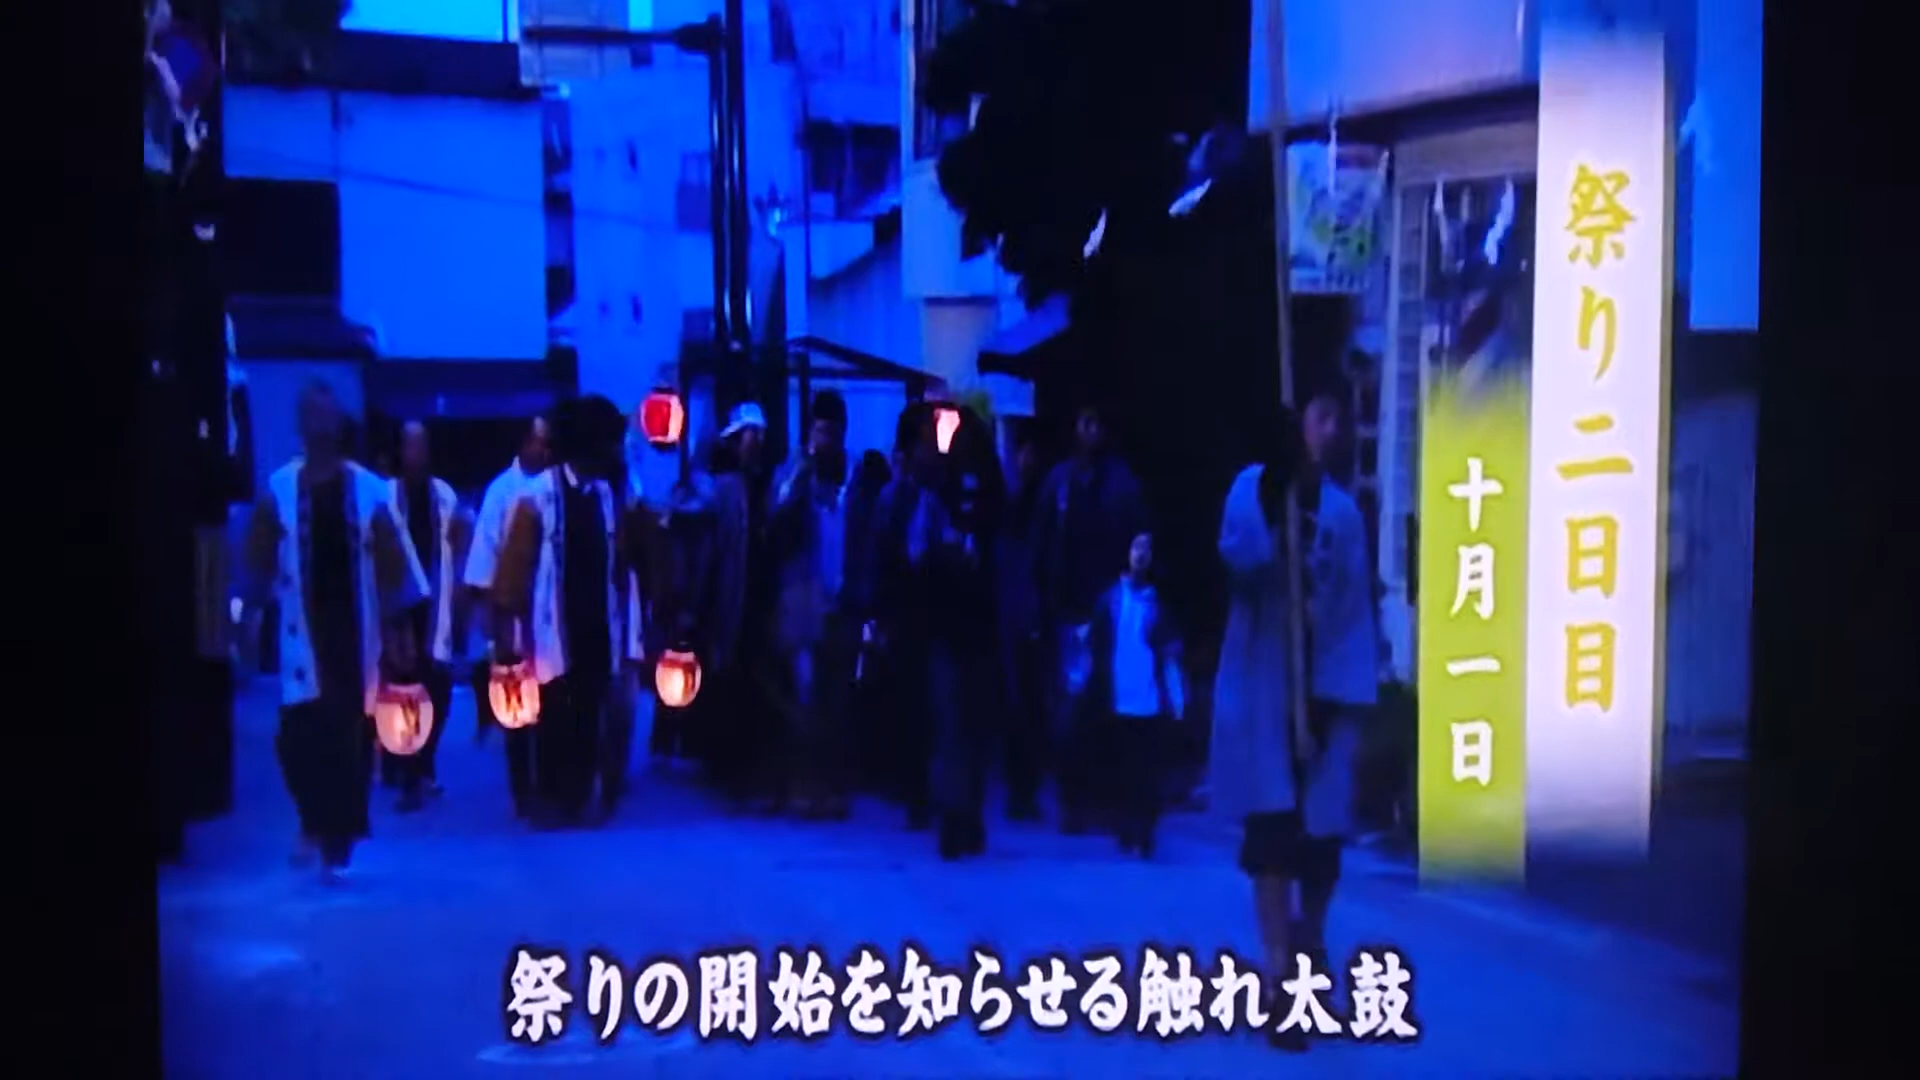 祭り二日目
十月一日
祭りの開始を知らせる触れ太鼓